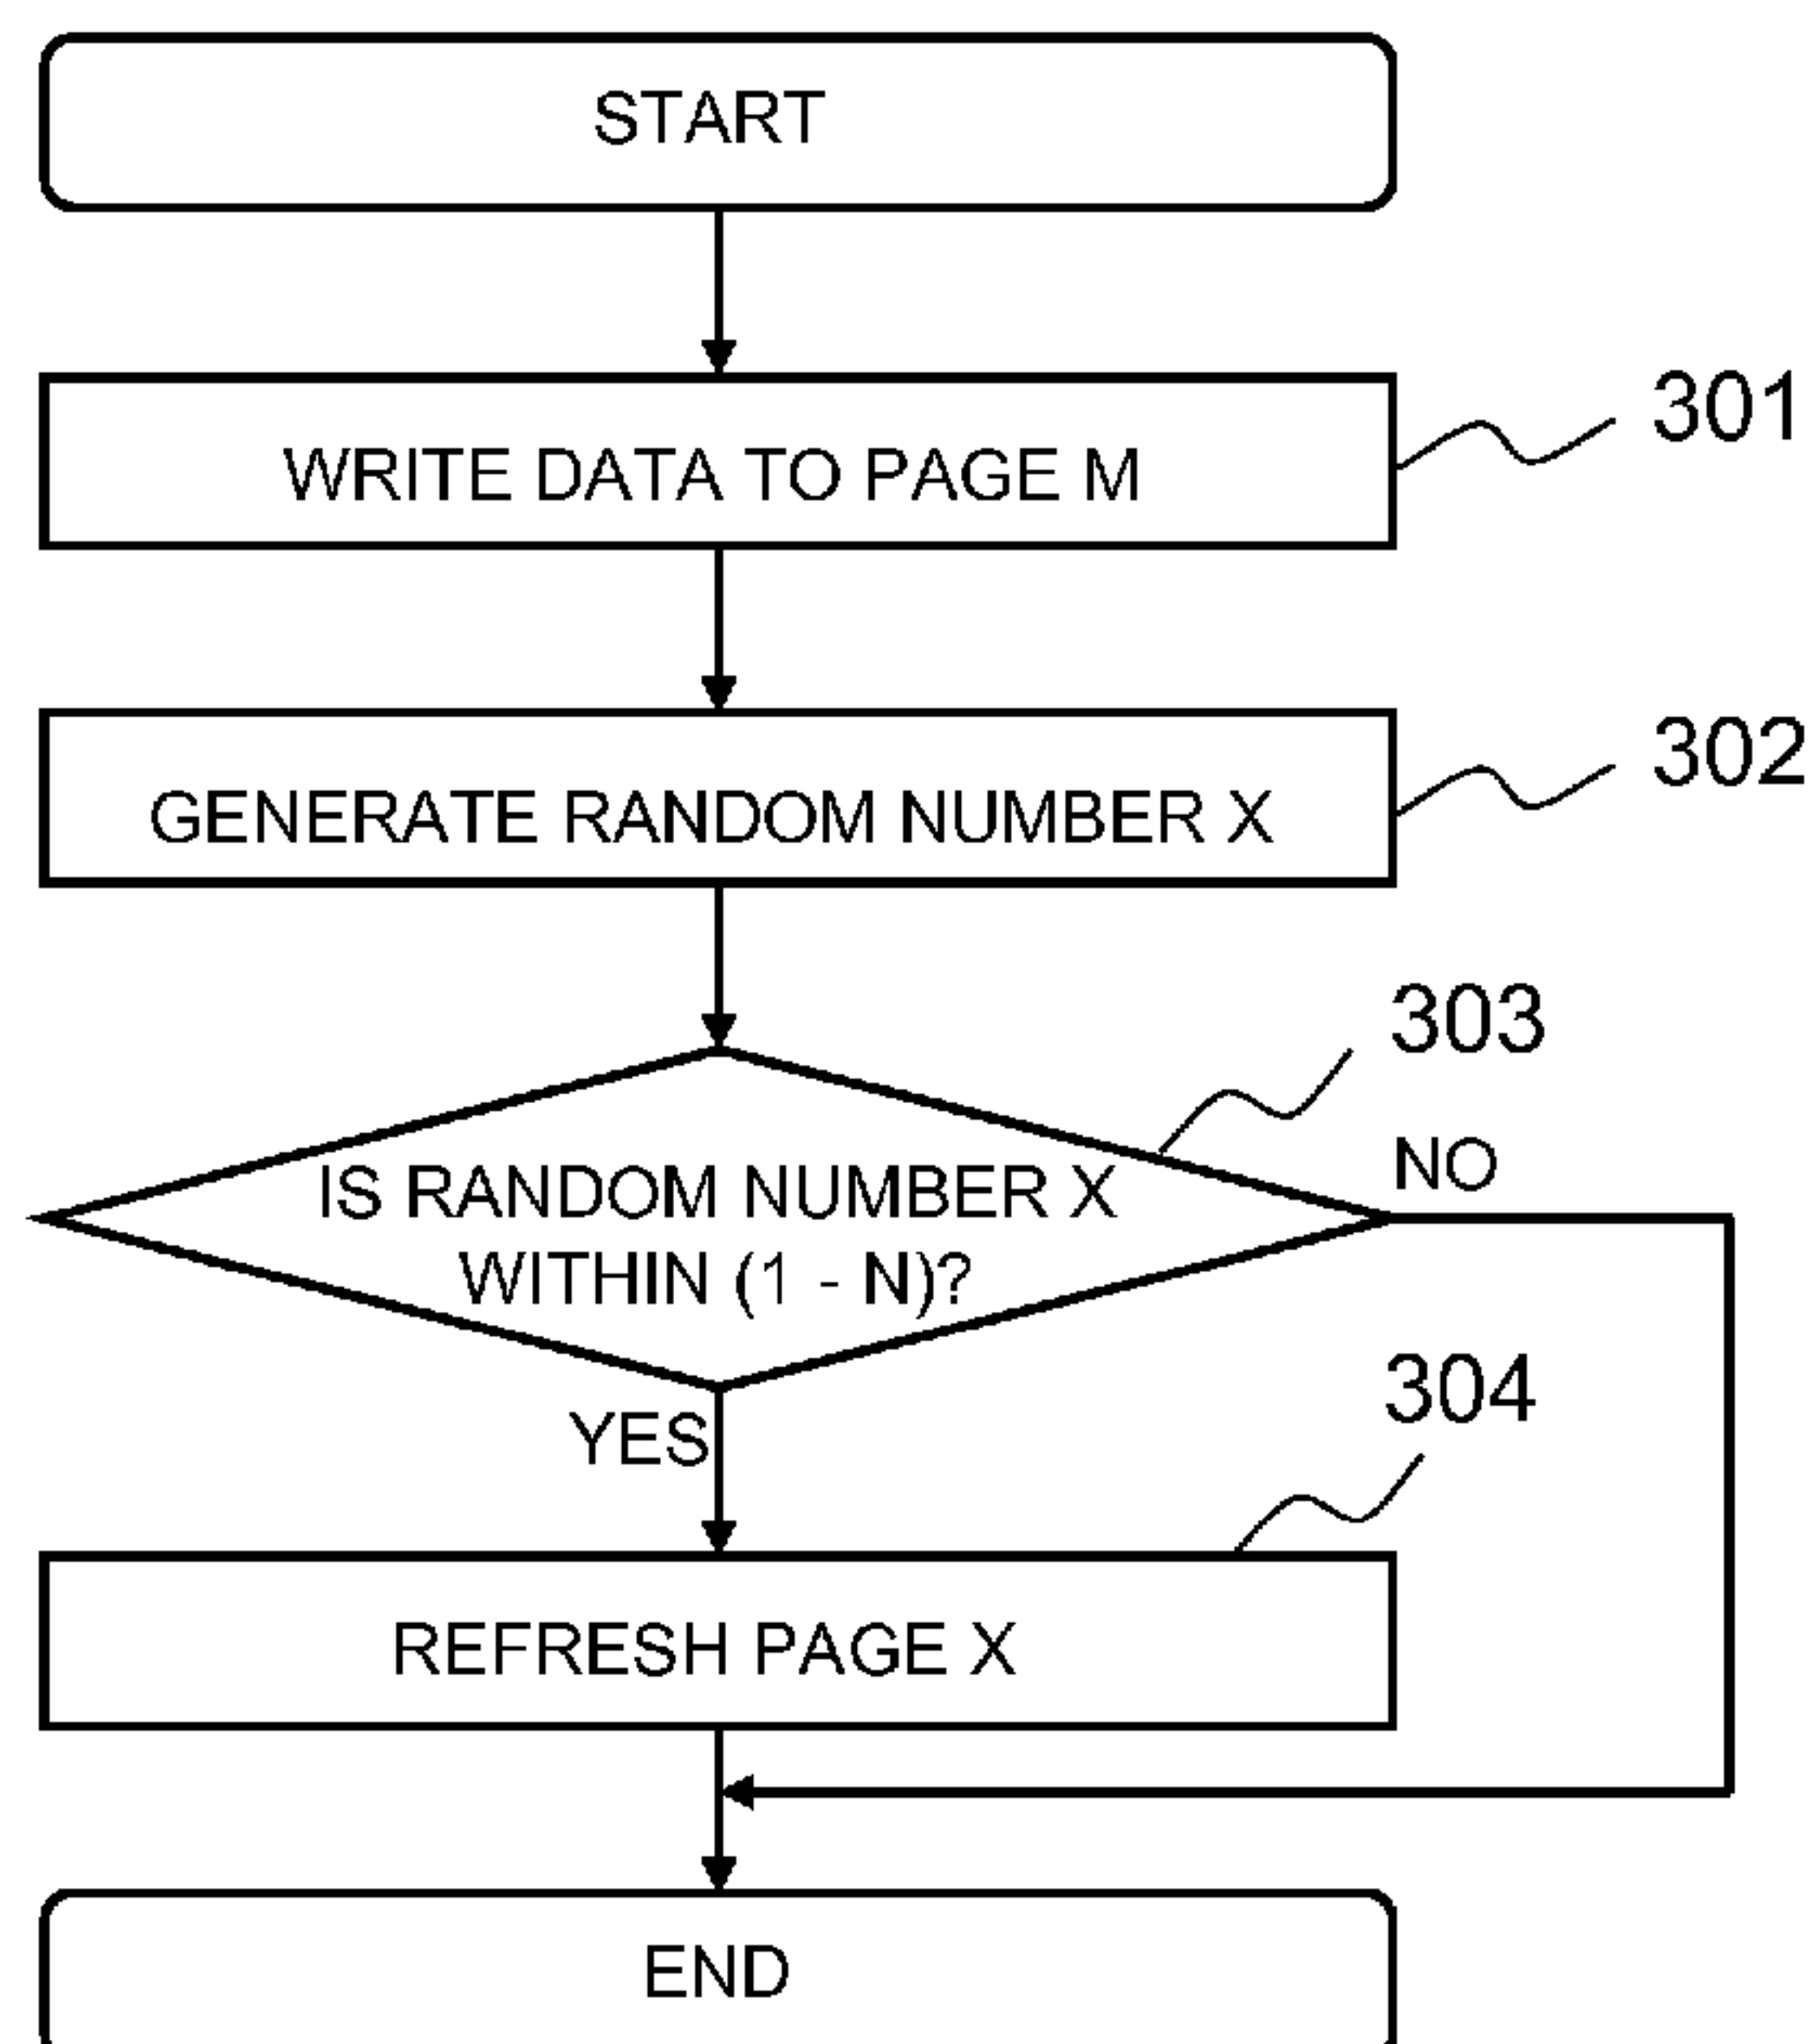 START
WRITE DATA TO PAGE M
301
GENERATE RANDOM NUMBER X
302
303
IS RANDOM NUMBER X
WITHIN (1 - N)?
NO
YES
304
REFRESH PAGE X
END